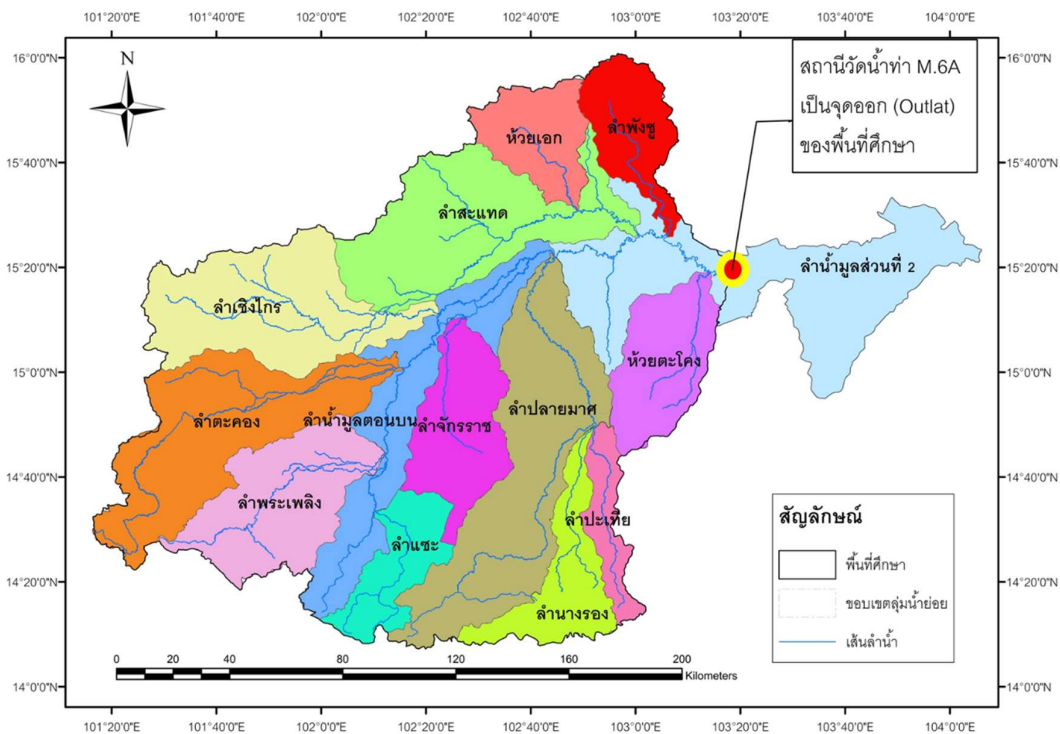 101°20'0"E 101°40'0"E 102°0'0"E 102°20'0"E 102°40'0"E 103°0'0"E 103°20'0"E 103°40'0"E 104°0'0"E
N
สถานีวัดน้ำท่า M.6A
เป็นจุดออก (Outlat)
ของพื้นที่ศึกษา
16°0'0"N 16°0'0"N
ห้วยเอก
ลำพังชู
15°40'0"N 15°40'0"N
ลำสะแทด
15°20'0"N 15°20'0"N
ลำน้ำมูลส่วนที่ 2
ลำเชิงไกร
ห้วยตะโคง
15°0'0"N 15°0'0"N
ลำตะคอง
ลำน้ำมูลตอนบน
ลำจักรราช
ลำปลายมาศ
14°40'0"N 14°40'0"N
ลำพระเพลิง
ลำแซะ
ลำปะเทีย
ลำนางรอง
14°20'0"N 14°20'0"N
สัญลักษณ์
พื้นที่ศึกษา
ขอบเขตลุ่มน้ำย่อย
เส้นลำน้ำ
0 20 40 80 120 160 200
Kilometers
14°0'0"N 14°0'0"N
101°20'0"E 101°40'0"E 102°0'0"E 102°20'0"E 102°40'0"E 103°0'0"E 103°20'0"E 103°40'0"E 104°0'0"E